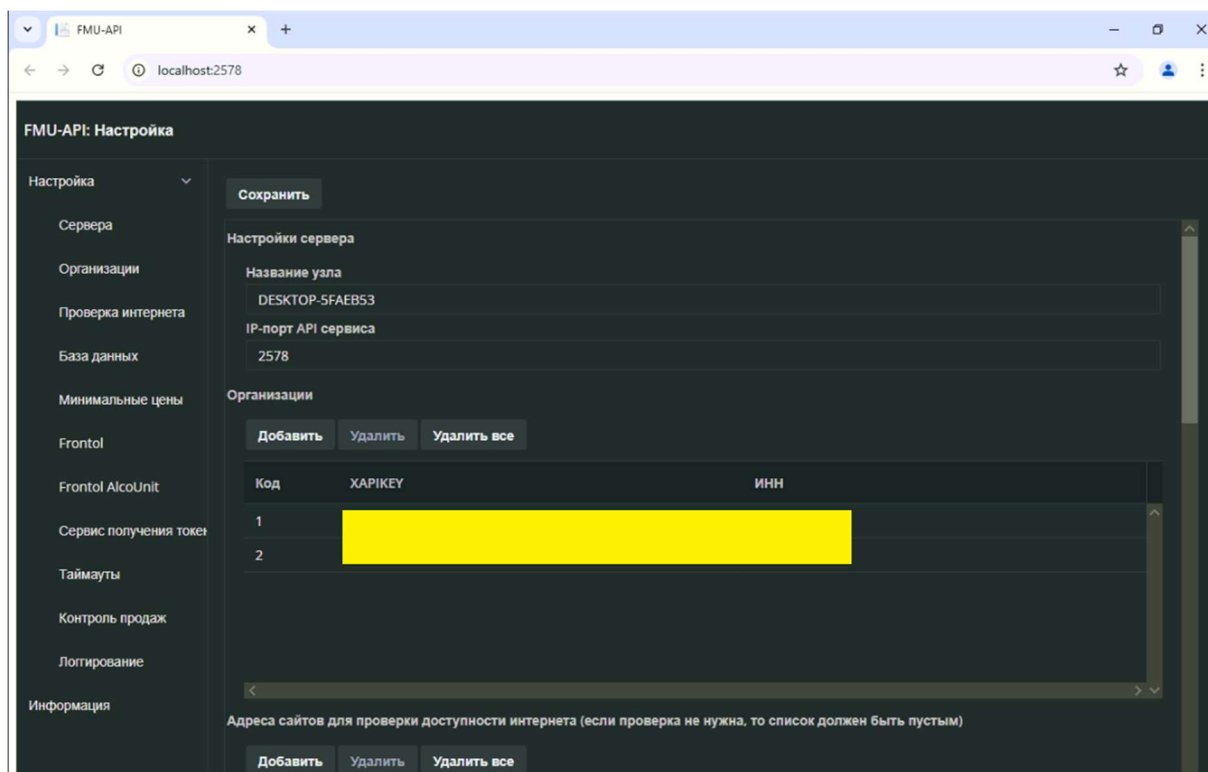 FMU-API
localhost:2578
FMU-API: Настройка
Настройка
Сервера
Организации
Проверка интернета
База данных
Минимальные цены
Frontol
Frontol AlcoUnit
Сервис получения токен
Таймауты
Контроль продаж
Логгирование
Информация
Сохранить
Настройки сервера
Название узла
DESKTOP-5FAEB53
IP-порт API сервиса
2578
Организации
Добавить Удалить Удалить все
Код XAPIKEY ИНН
1
2
Адреса сайтов для проверки доступности интернета (если проверка не нужна, то список должен быть пустым)
Добавить Удалить Удалить все